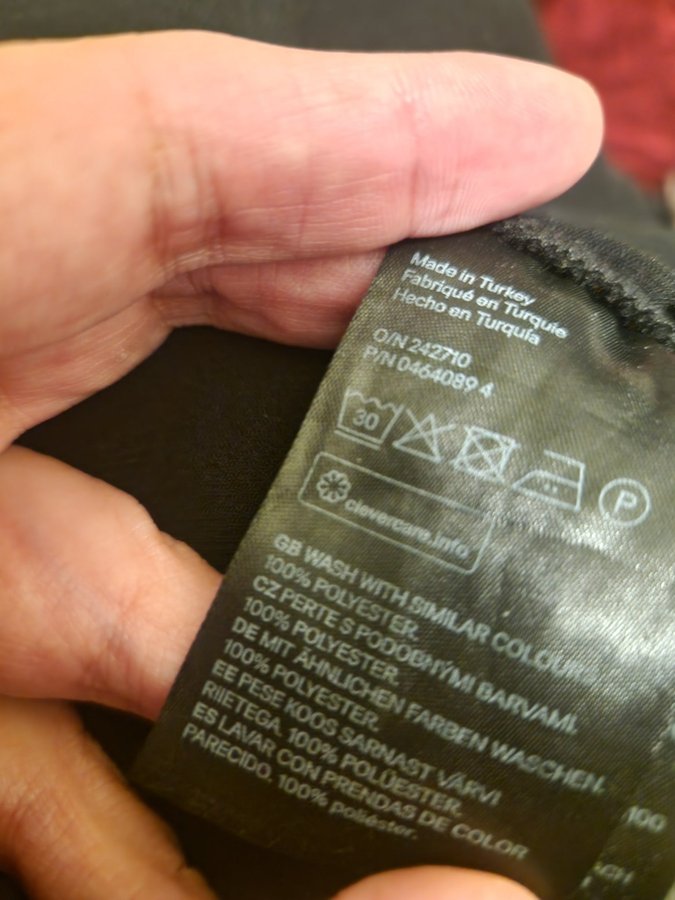 Made in Turkey
Fabriqué en Turquie
Hecho en Turquía
O/N 242710
P/N 0464089 4
30
P
clevercare.info
GB WASH WITH SIMILAR COLOURS.
100% POLYESTER.
CZ PERTE S PODOBNÝMI BARVAMI.
100% POLYESTER.
DE MIT ÄHNLICHEN FARBEN WASCHEN.
100% POLYESTER.
EE PESE KOOS SARNAST VÄRVI
RIIETEGA. 100% POLÜESTER.
ES LAVAR CON PRENDAS DE COLOR
PARECIDO. 100% poliéster.
100